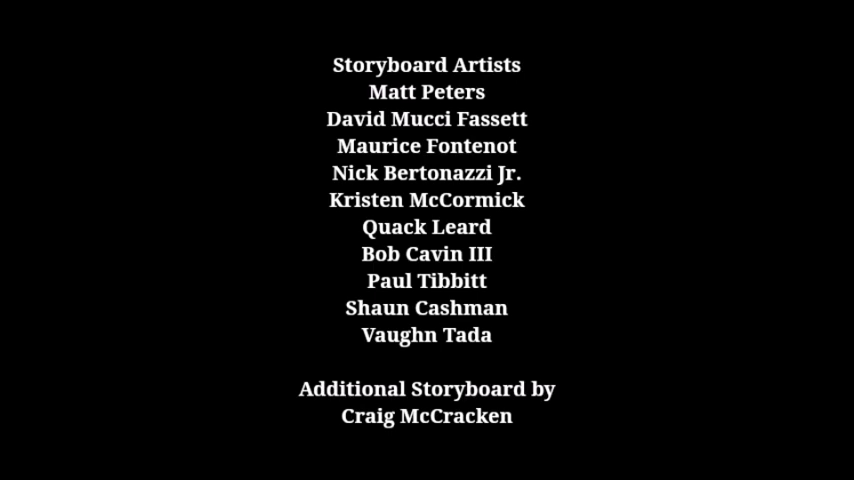 Storyboard Artists
Matt Peters
David Mucci Fassett
Maurice Fontenot
Nick Bertonazzi Jr.
Kristen McCormick
Quack Leard
Bob Cavin III
Paul Tibbitt
Shaun Cashman
Vaughn Tada
Additional Storyboard by
Craig McCracken